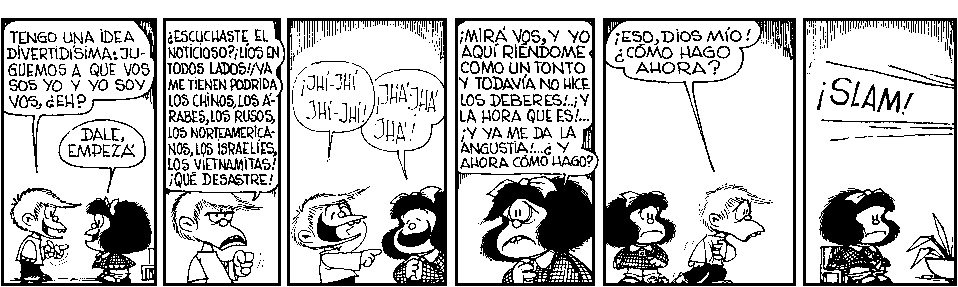 TENGO UNA IDEA
DIVERTIDÍSIMA: JU-
GUEMOS A QUE VOS
SOS YO Y YO SOY
VOS, ¿EH?
DALE,
EMPEZÁ
¿ESCUCHASTE EL
NOTICIOSO?¡LÍOS EN
TODOS LADOS!¡YA
ME TIENEN PODRIDA
LOS CHINOS, LOS Á-
RABES, LOS RUSOS,
LOS NORTEAMERICA-
NOS, LOS ISRAELÍES,
LOS VIETNAMITAS!
¡QUÉ DESASTRE!
¡JHÍ-JHÍ
JHÍ-JHÍ!
¡JHA'JHA'
JHA'!
¡MIRÁ VOS, Y YO
AQUÍ RIÉNDOME
COMO UN TONTO
Y TODAVÍA NO HICE
LOS DEBERES!..¡Y
LA HORA QUE ES!...
¡Y YA ME DA LA
ANGUSTIA!...¿Y
AHORA CÓMO HAGO?
¡ESO, DIOS MÍO!
¿CÓMO HAGO
AHORA?
¡SLAM!